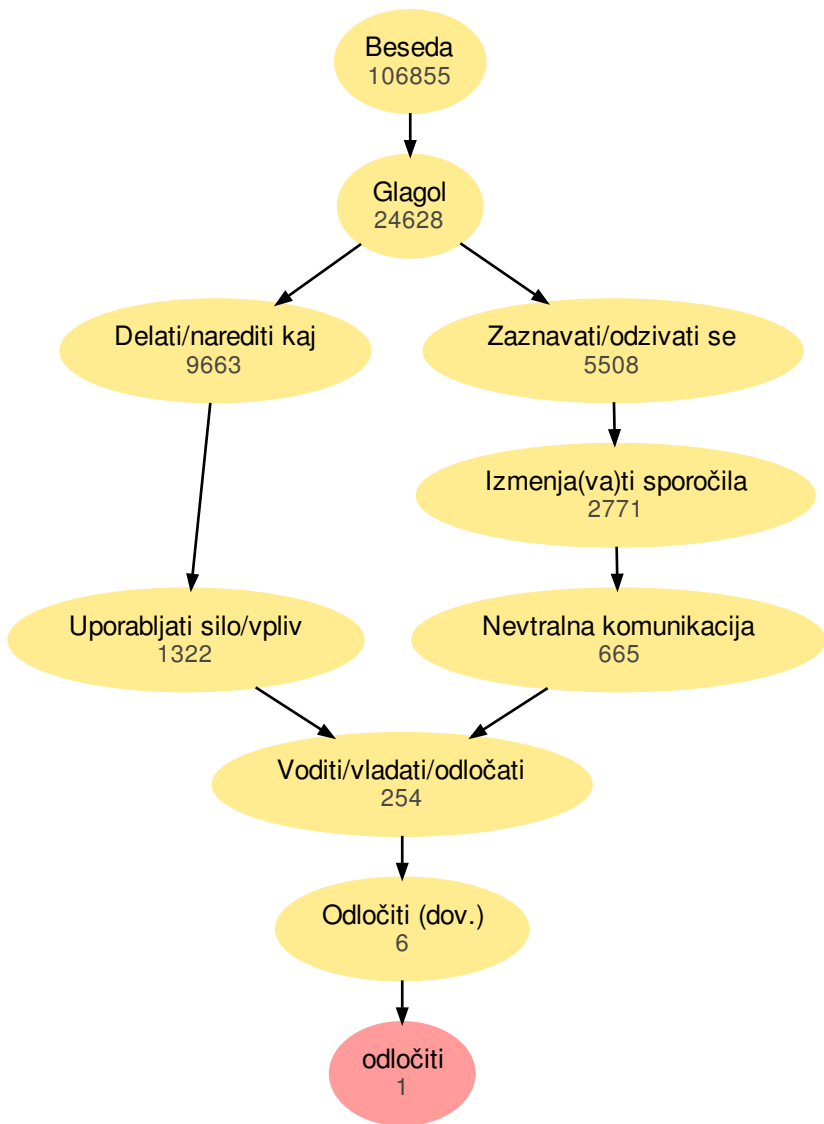 Beseda
106855
Glagol
24628
Delati/narediti kaj
9663
Zaznavati/odzivati se
5508
Izmenja(va)ti sporočila
2771
Uporabljati silo/vpliv
1322
Nevtralna komunikacija
665
Voditi/vladati/odločati
254
Odločiti (dov.)
6
odločiti
1